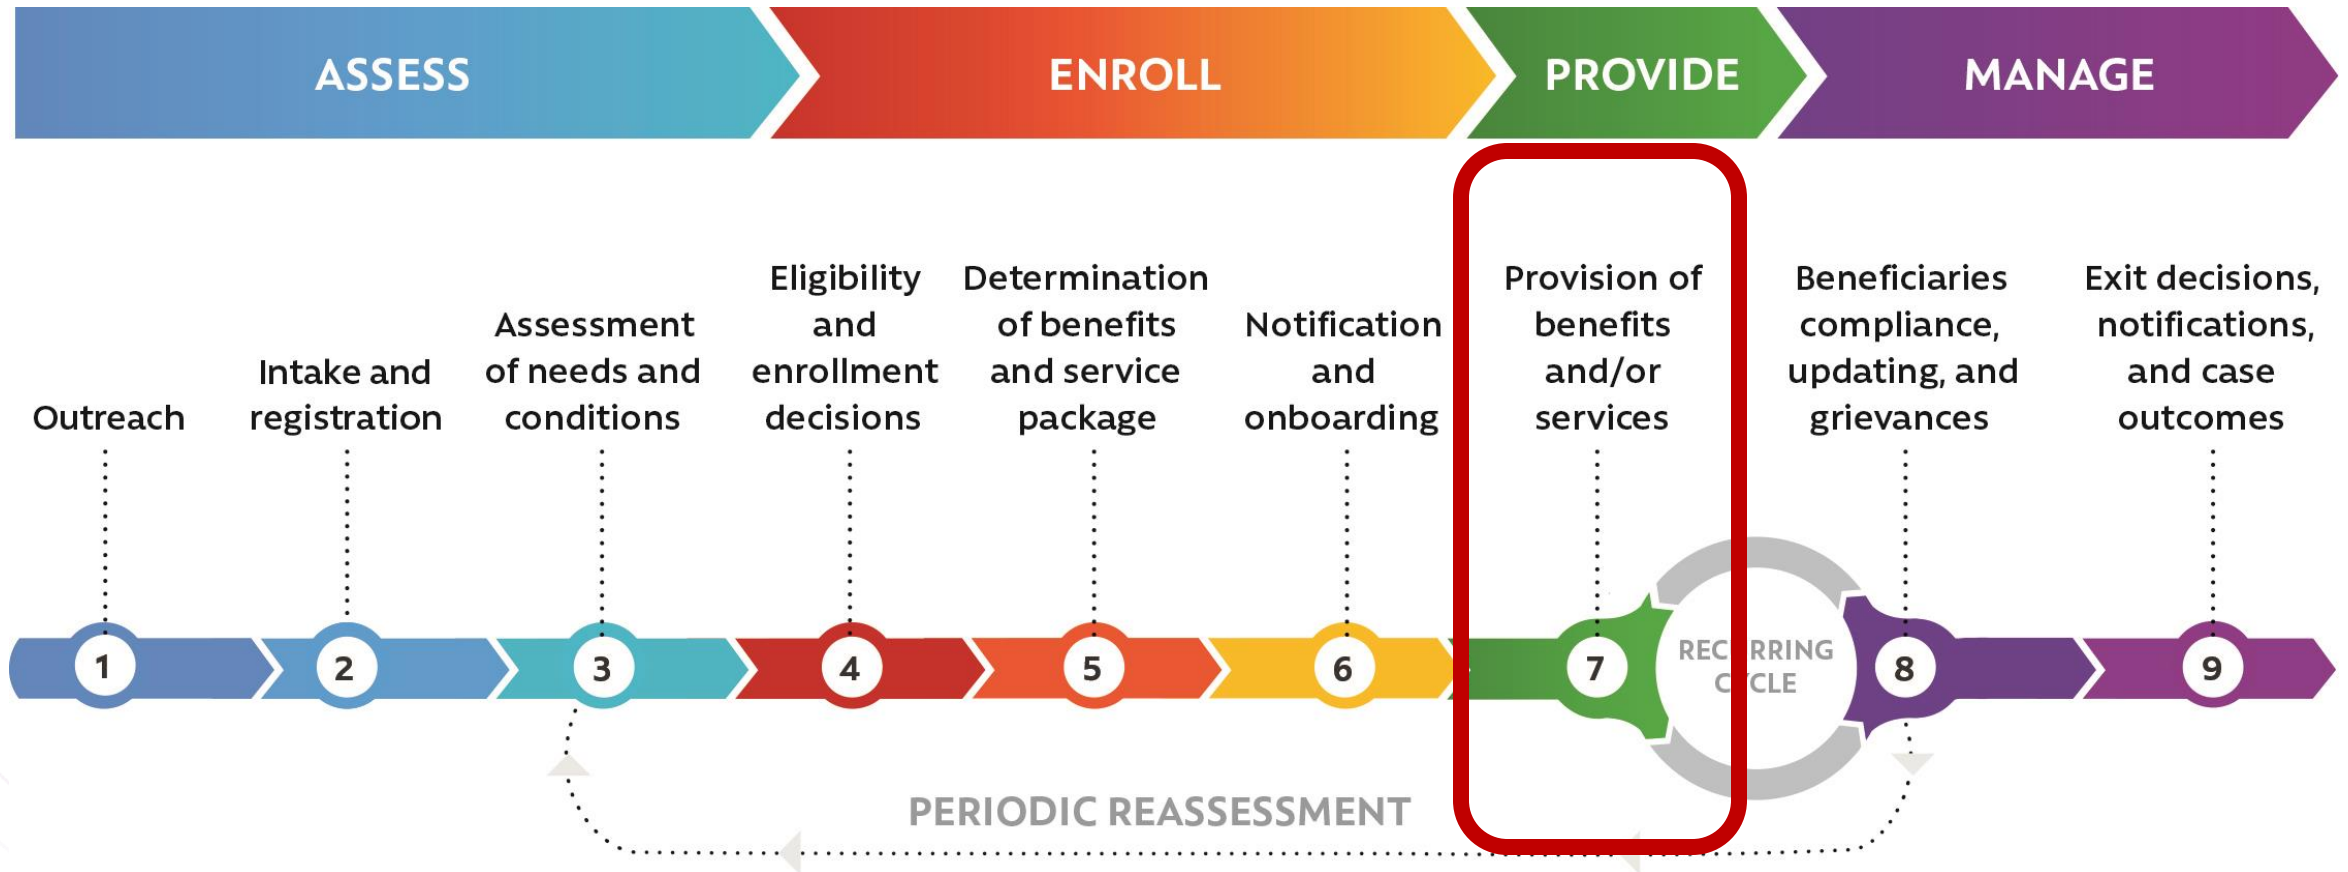 ASSESS
ENROLL
PROVIDE
MANAGE
Outreach
Intake and
registration
Assessment
of needs and
conditions
Eligibility
and
enrollment
decisions
Determination
of benefits
and service
package
Notification
and
onboarding
Provision of
benefits
and/or
services
Beneficiaries
compliance,
updating, and
grievances
Exit decisions,
notifications,
and case
outcomes
1
2
3
4
5
6
7
RECURRING
CYCLE
8
9
PERIODIC REASSESSMENT